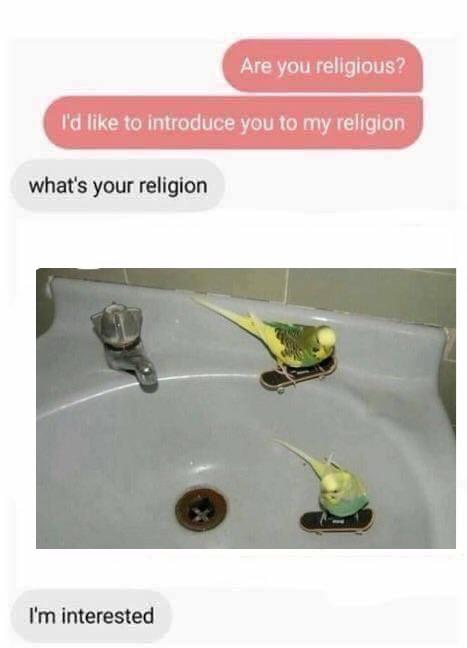 Are you religious?
I'd like to introduce you to my religion
what's your religion
I'm interested